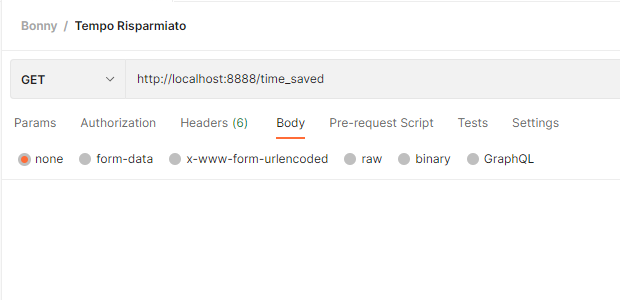 Bonny / Tempo Risparmiato
GET http://localhost:8888/time_saved
Params Authorization Headers (6) Body Pre-request Script Tests Settings
none form-data x-www-form-urlencoded raw binary GraphQL